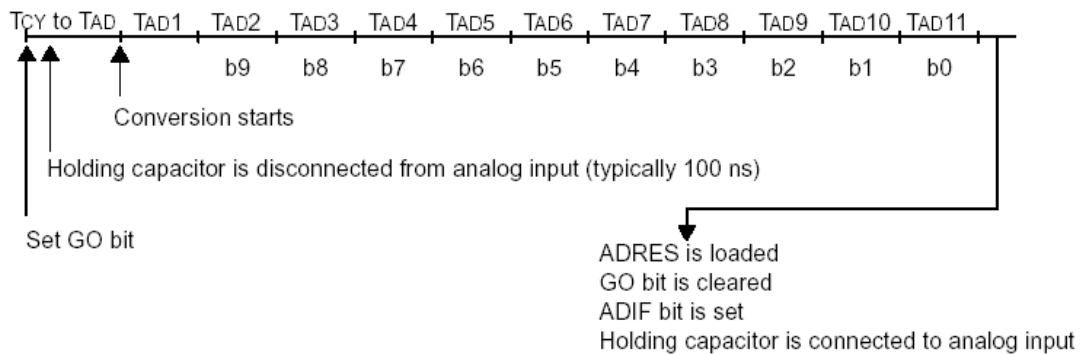 TCY to TAD TAD1 TAD2 TAD3 TAD4 TAD5 TAD6 TAD7 TAD8 TAD9 TAD10 TAD11
b9 b8 b7 b6 b5 b4 b3 b2 b1 b0
Conversion starts
Holding capacitor is disconnected from analog input (typically 100 ns)
Set GO bit
ADRES is loaded
GO bit is cleared
ADIF bit is set
Holding capacitor is connected to analog input